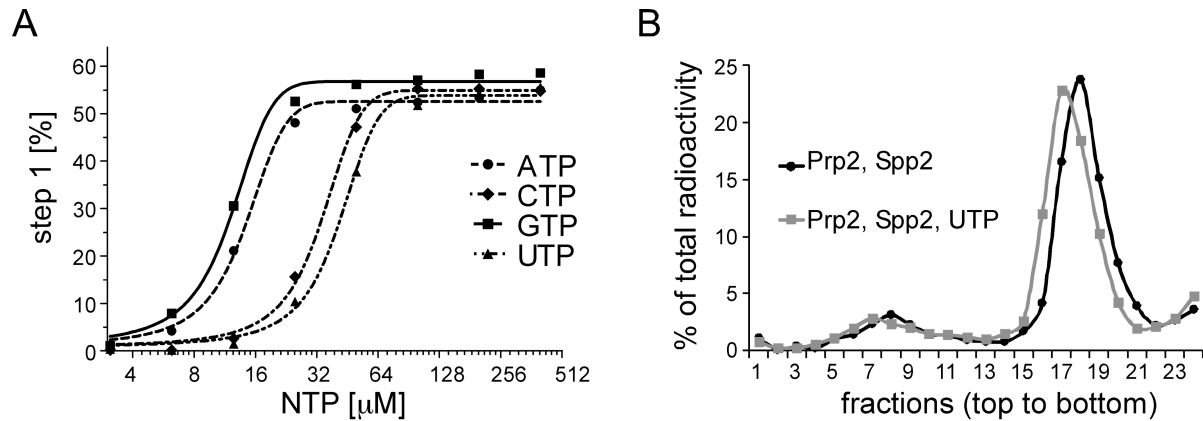 A
step 1 [%]
60
50
40
30
20
10
0
4 8 16 32 64 128 256 512
NTP [µM]
ATP
CTP
GTP
UTP
B
% of total radioactivity
25
20
15
10
5
0
1 3 5 7 9 11 13 15 17 19 21 23
fractions (top to bottom)
Prp2, Spp2
Prp2, Spp2, UTP